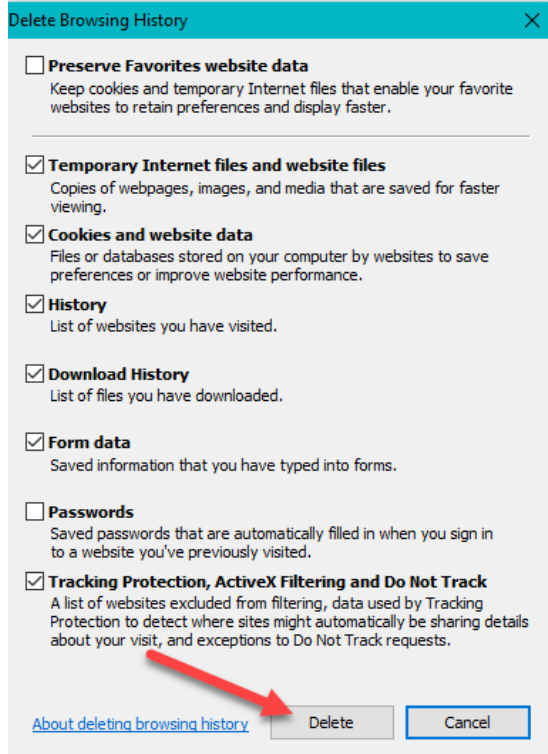 Delete Browsing History
Preserve Favorites website data
Keep cookies and temporary Internet files that enable your favorite
websites to retain preferences and display faster.
Temporary Internet files and website files
Copies of webpages, images, and media that are saved for faster
viewing.
Cookies and website data
Files or databases stored on your computer by websites to save
preferences or improve website performance.
History
List of websites you have visited.
Download History
List of files you have downloaded.
Form data
Saved information that you have typed into forms.
Passwords
Saved passwords that are automatically filled in when you sign in
to a website you've previously visited.
Tracking Protection, ActiveX Filtering and Do Not Track
A list of websites excluded from filtering, data used by Tracking
Protection to detect where sites might automatically be sharing details
about your visit, and exceptions to Do Not Track requests.
About deleting browsing history Delete Cancel